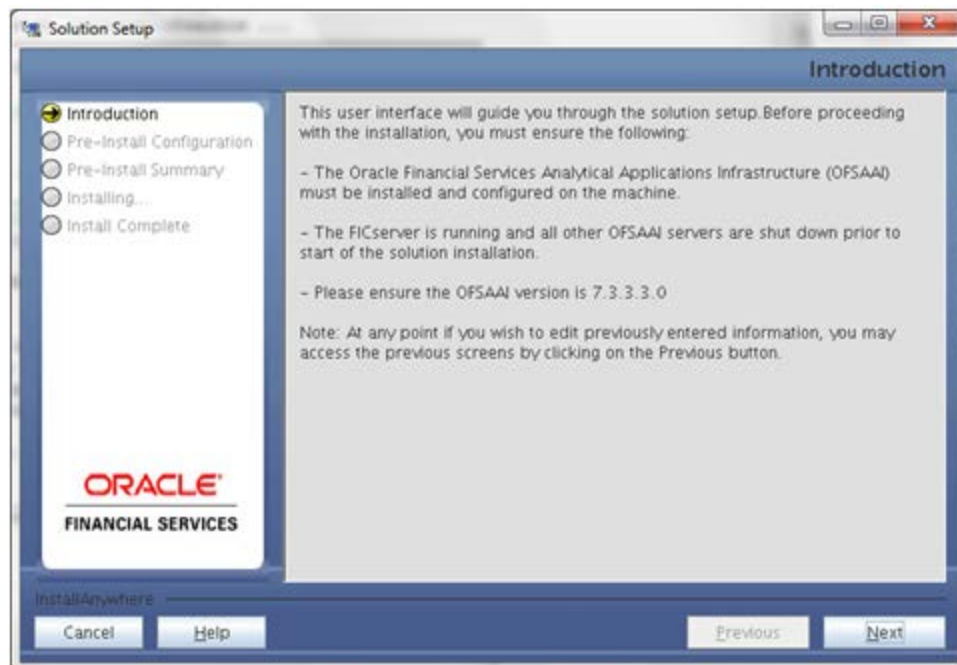 Solution Setup
Introduction
Introduction
Pre-Install Configuration
Pre-Install Summary
Installing...
Install Complete
This user interface will guide you through the solution setup.Before proceeding
with the installation, you must ensure the following:
- The Oracle Financial Services Analytical Applications Infrastructure (OFSAAI)
must be installed and configured on the machine.
- The FICserver is running and all other OFSAAI servers are shut down prior to
start of the solution installation.
- Please ensure the OFSAAI version is 7.3.3.3.0
Note: At any point if you wish to edit previously entered information, you may
access the previous screens by clicking on the Previous button.
ORACLE
FINANCIAL SERVICES
InstallAnywhere
Cancel
Help
Previous
Next